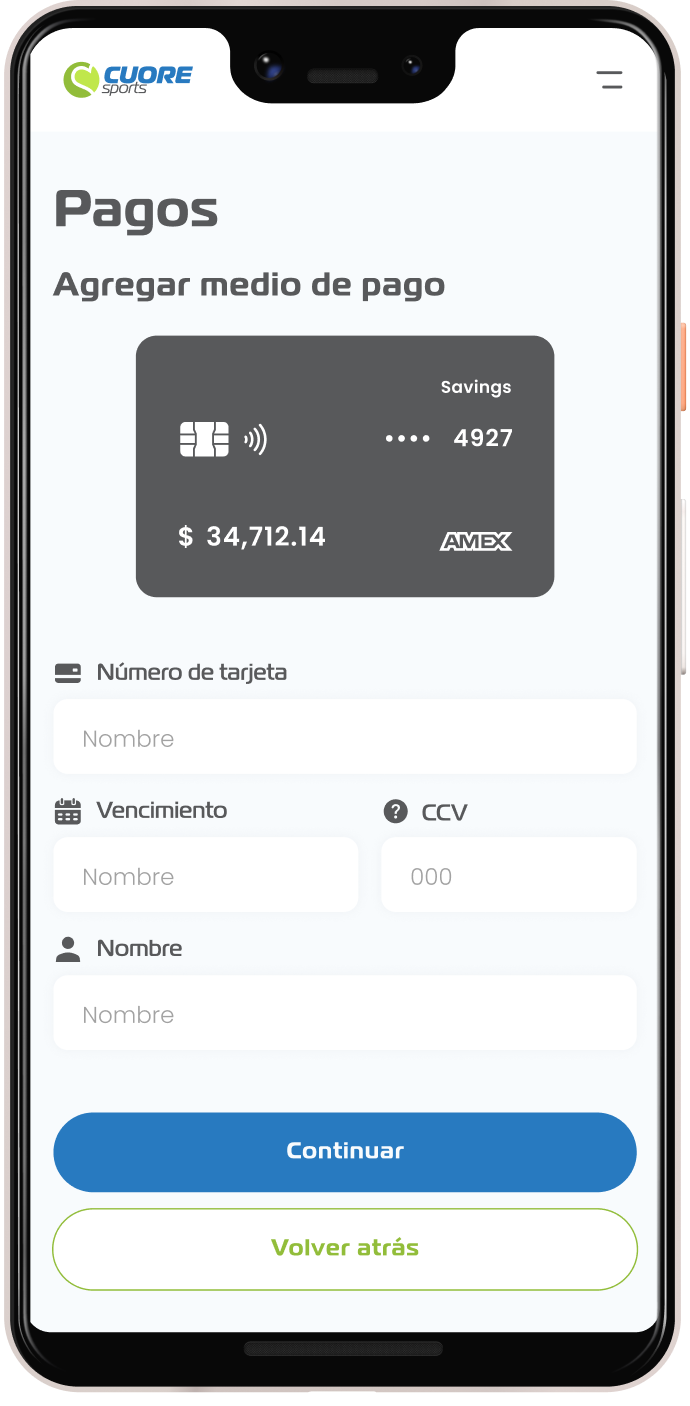 CUORE
sports
Pagos
Agregar medio de pago
Savings
•••• 4927
$ 34,712.14
AMEX
Número de tarjeta
Nombre
Vencimiento
? CCV
Nombre
000
Nombre
Nombre
Continuar
Volver atrás